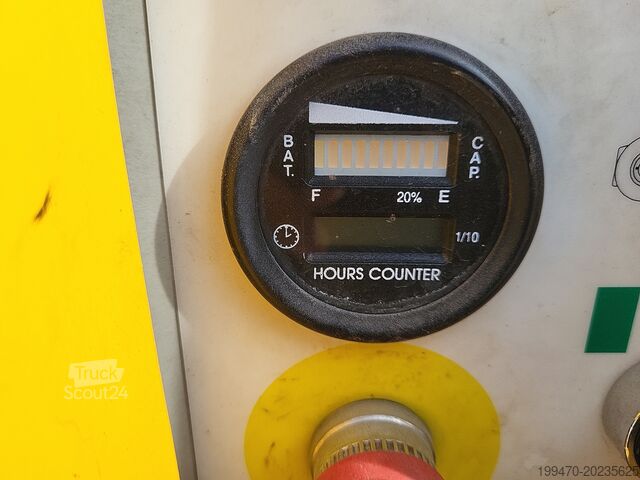 BAT.
CAP.
F 20% E
1/10
HOURS COUNTER
Truck
Scout24
199470-20235625